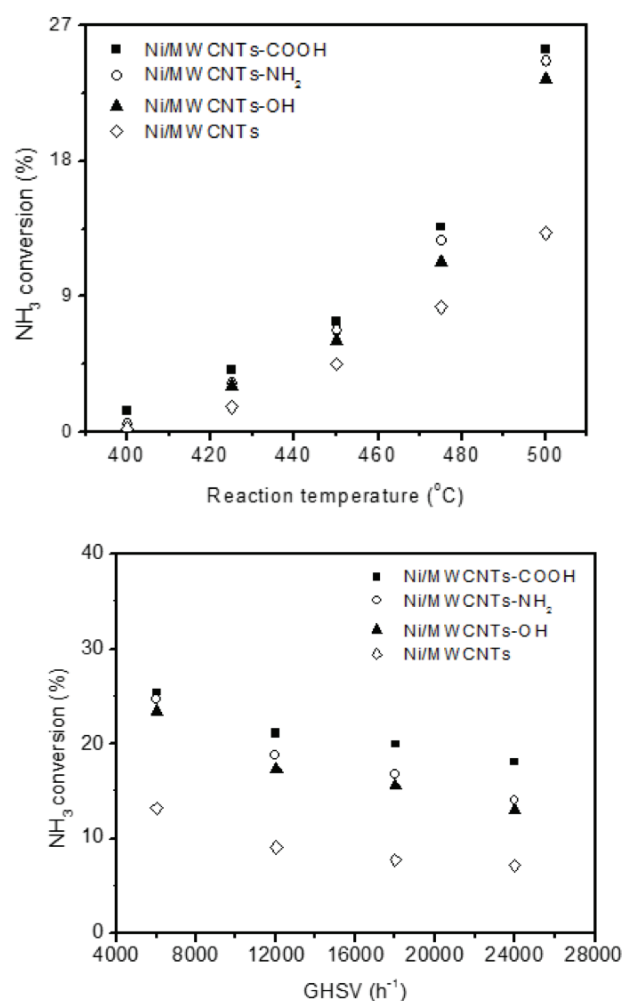 27
18
9
0
NH3 conversion (%)
Ni/MWCNTs-COOH
Ni/MWCNTs-NH2
Ni/MWCNTs-OH
Ni/MWCNTs
400 420 440 460 480 500
Reaction temperature (°C)
40
30
20
10
0
NH3 conversion (%)
Ni/MWCNTs-COOH
Ni/MWCNTs-NH2
Ni/MWCNTs-OH
Ni/MWCNTs
4000 8000 12000 16000 20000 24000 28000
GHSV (h-1)